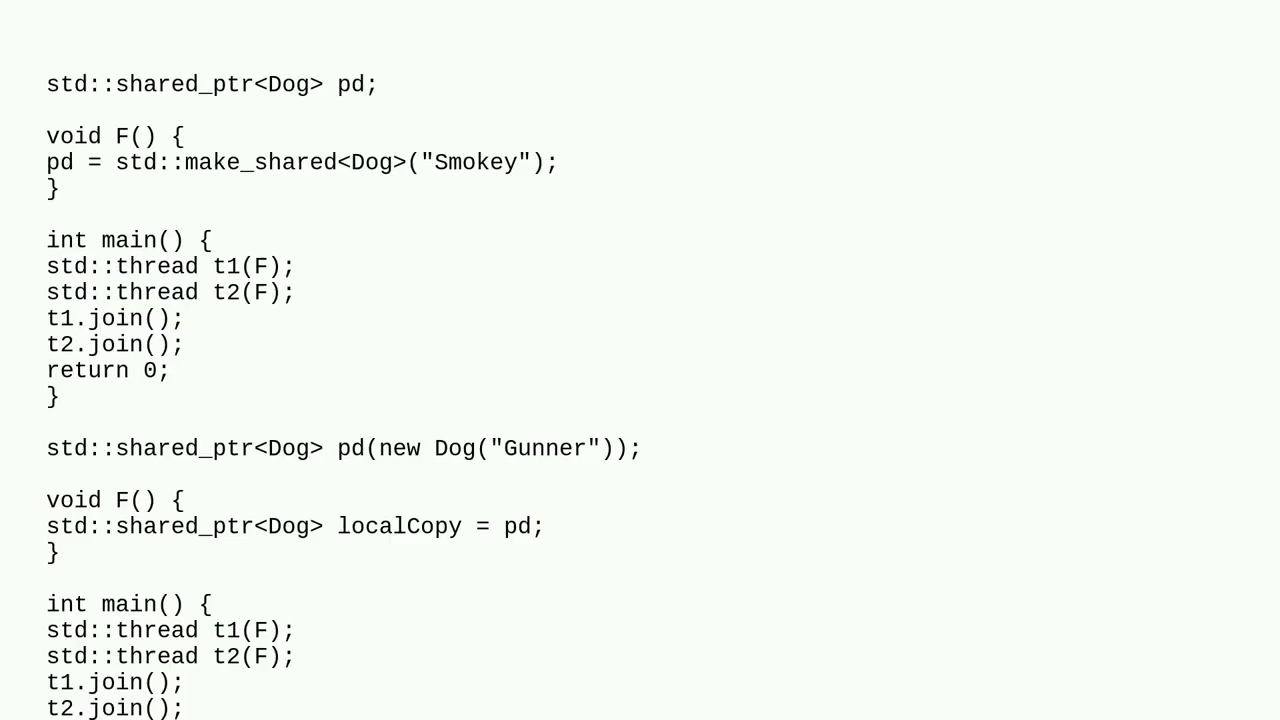 std::shared_ptr<Dog> pd;
void F() {
pd = std::make_shared<Dog>("Smokey");
}
int main() {
std::thread t1(F);
std::thread t2(F);
t1.join();
t2.join();
return 0;
}
std::shared_ptr<Dog> pd(new Dog("Gunner"));
void F() {
std::shared_ptr<Dog> localCopy = pd;
}
int main() {
std::thread t1(F);
std::thread t2(F);
t1.join();
t2.join();